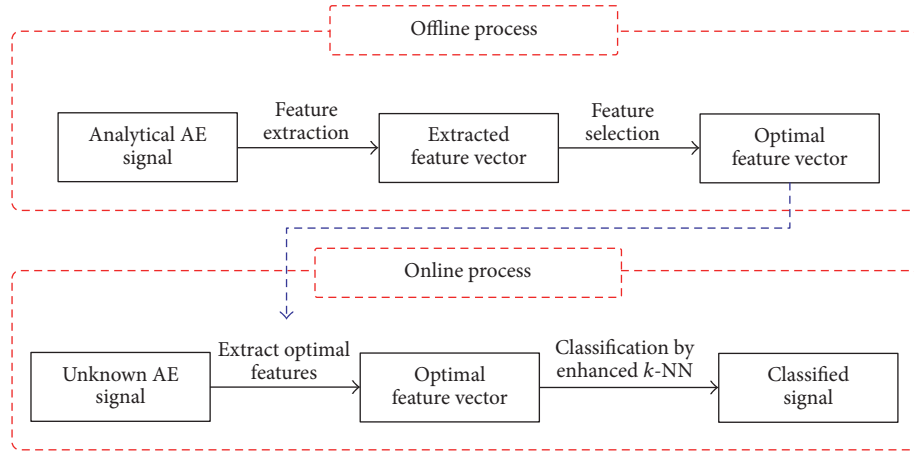 Offline process
Feature
extraction
Feature
selection
Analytical AE
signal
Extracted
feature vector
Optimal
feature vector
Online process
Extract optimal
features
Classification by
enhanced k-NN
Unknown AE
signal
Optimal
feature vector
Classified
signal